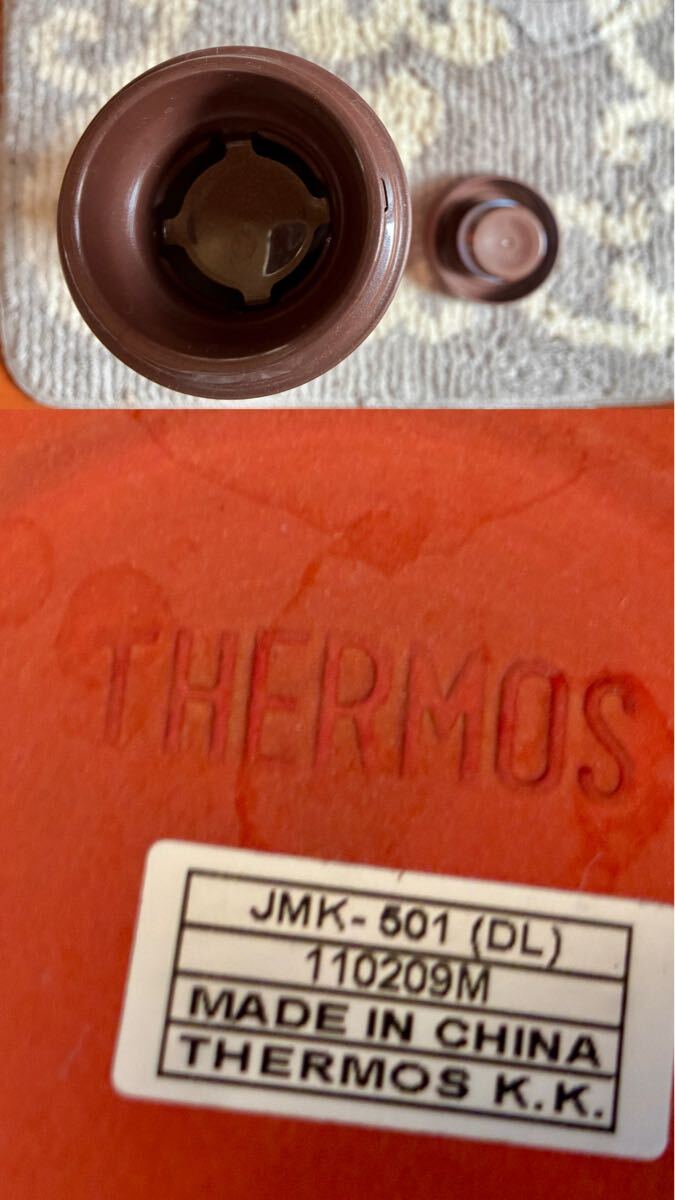 THERMOS
JMK-501 (DL)
110209M
MADE IN CHINA
THERMOS K.K.